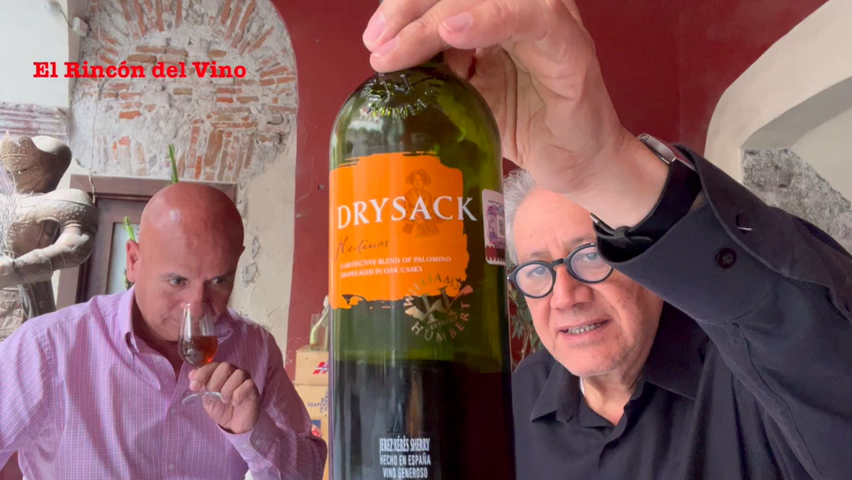 El Rincón del Vino
DRYSACK
Medium
A DISTINCTIVE BLEND OF PALOMINO
GRAPES AGED IN OAK CASKS
WILLIAMS
HUMBERT
JEREZ XÉRÈS SHERRY
HECHO EN ESPAÑA
VINO GENEROSO